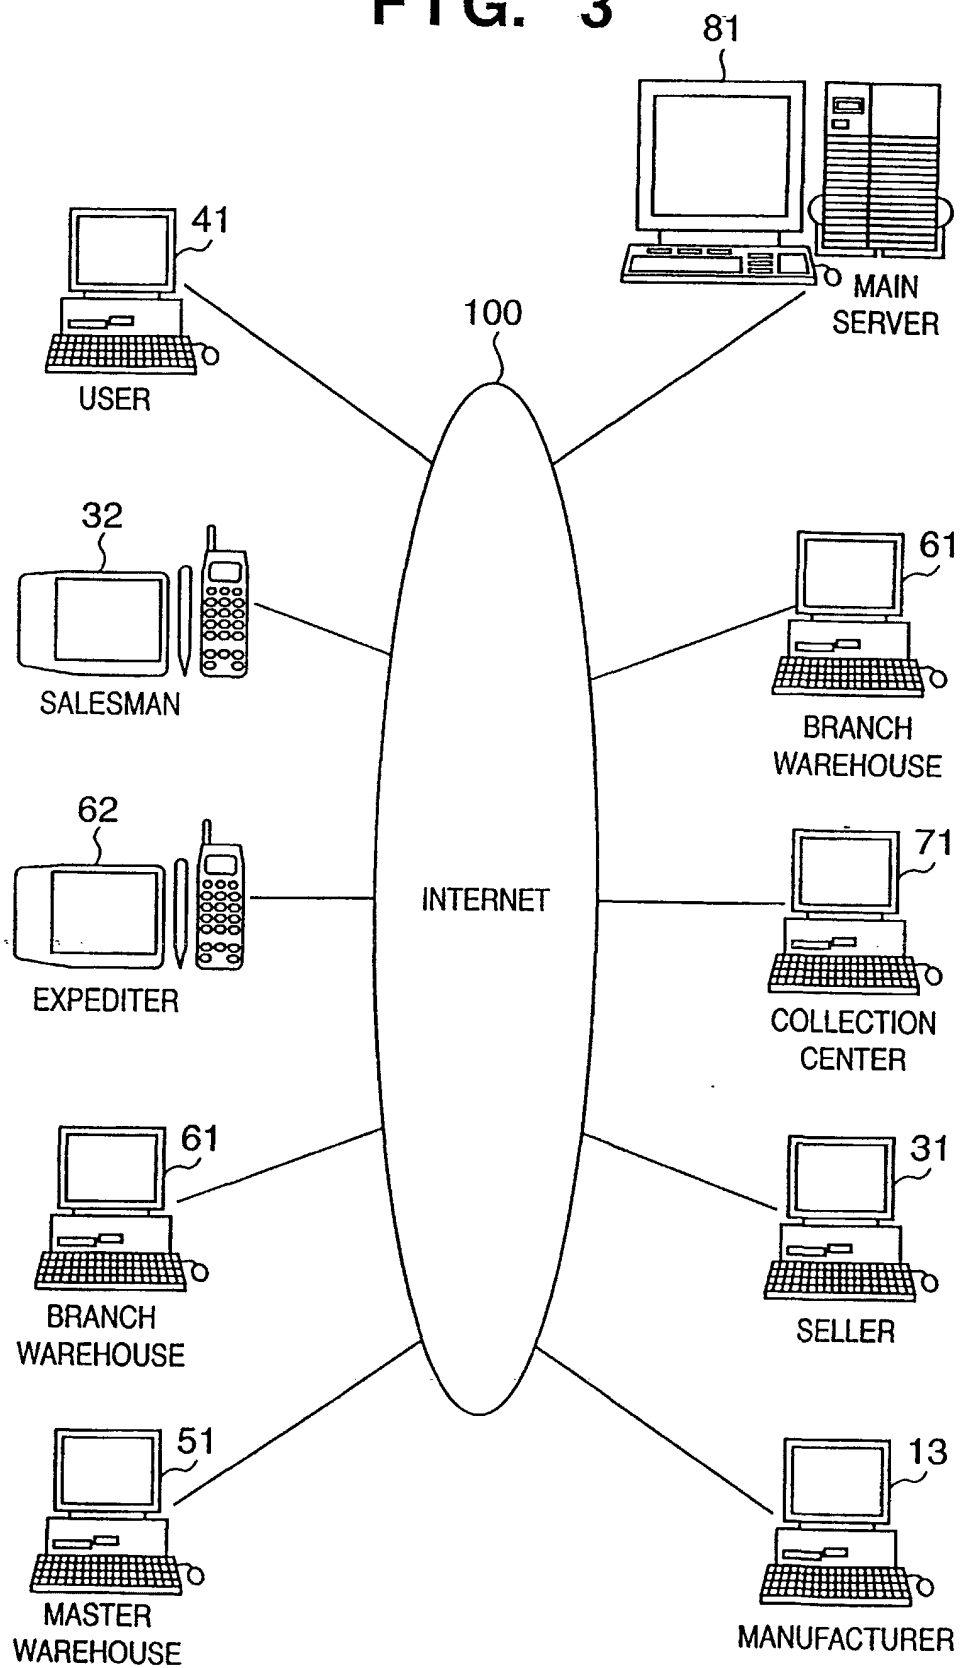 FIG. 3
81
MAIN
SERVER
41
USER
100
32
SALESMAN
61
BRANCH
WAREHOUSE
62
EXPEDITER
INTERNET
71
COLLECTION
CENTER
61
BRANCH
WAREHOUSE
31
SELLER
51
MASTER
WAREHOUSE
13
MANUFACTURER